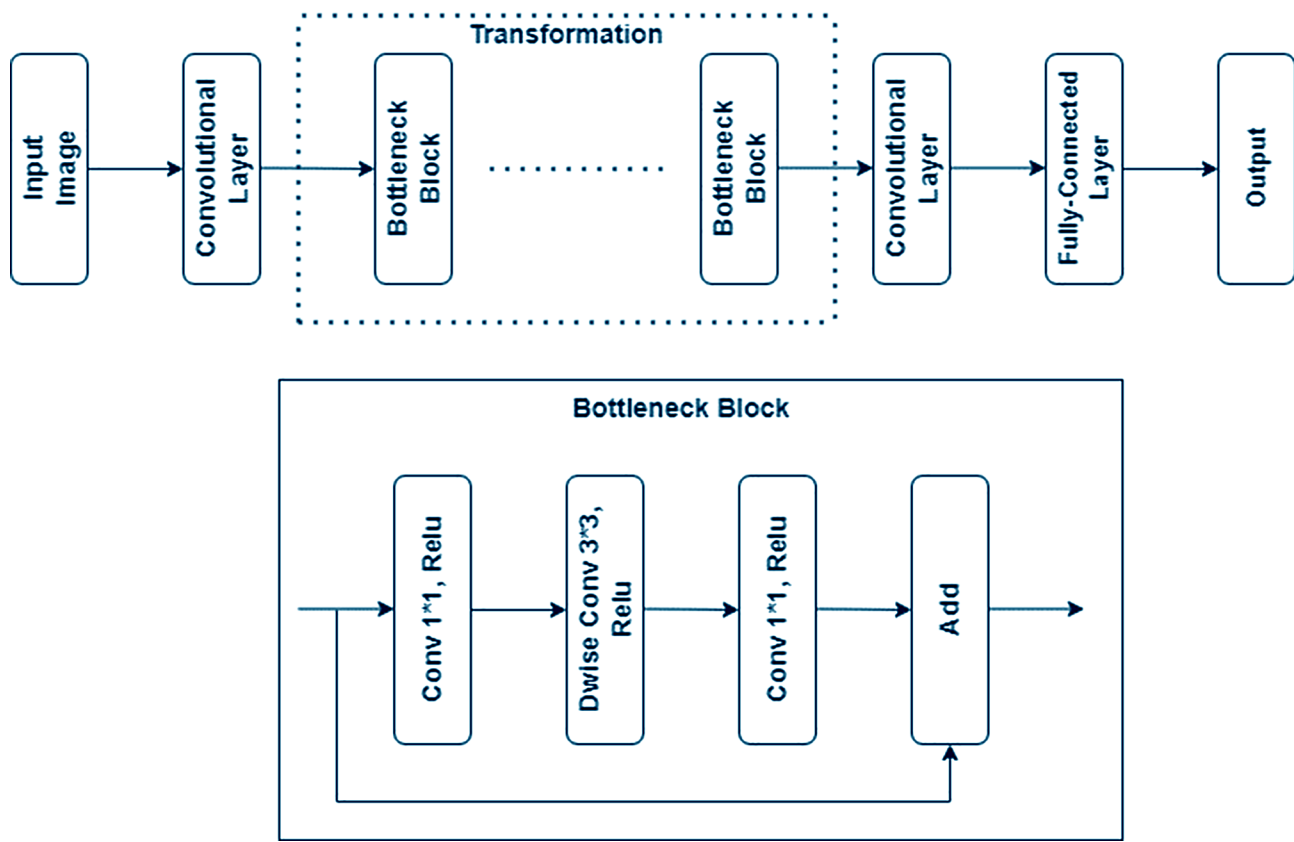 Transformation
Input
Image
Convolutional
Layer
Bottleneck
Block
Bottleneck
Block
Convolutional
Layer
Fully-Connected
Layer
Output
Bottleneck Block
Conv 1*1, Relu
Dwise Conv 3*3,
Relu
Conv 1*1, Relu
Add